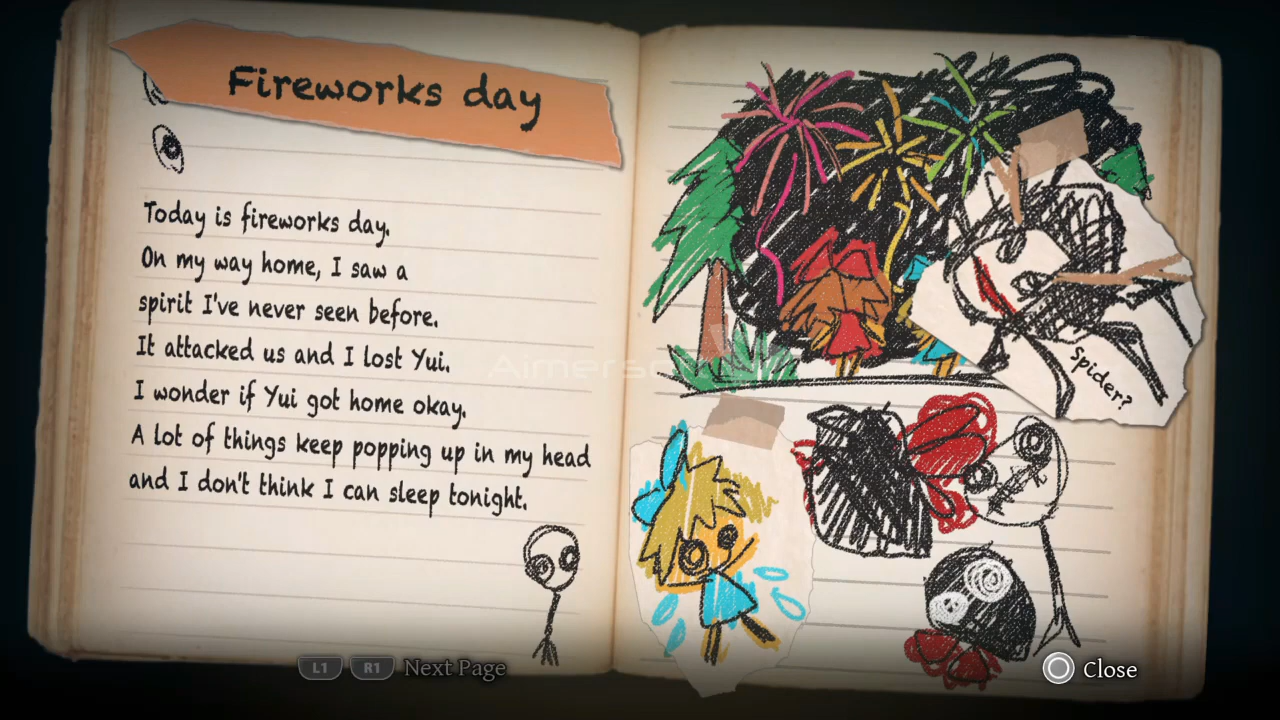 Fireworks day
Today is fireworks day.
On my way home, I saw a
spirit I've never seen before.
It attacked us and I lost Yui.
I wonder if Yui got home okay.
A lot of things keep popping up in my head
and I don't think I can sleep tonight.
Spider?
L1 R1 Next Page
Close